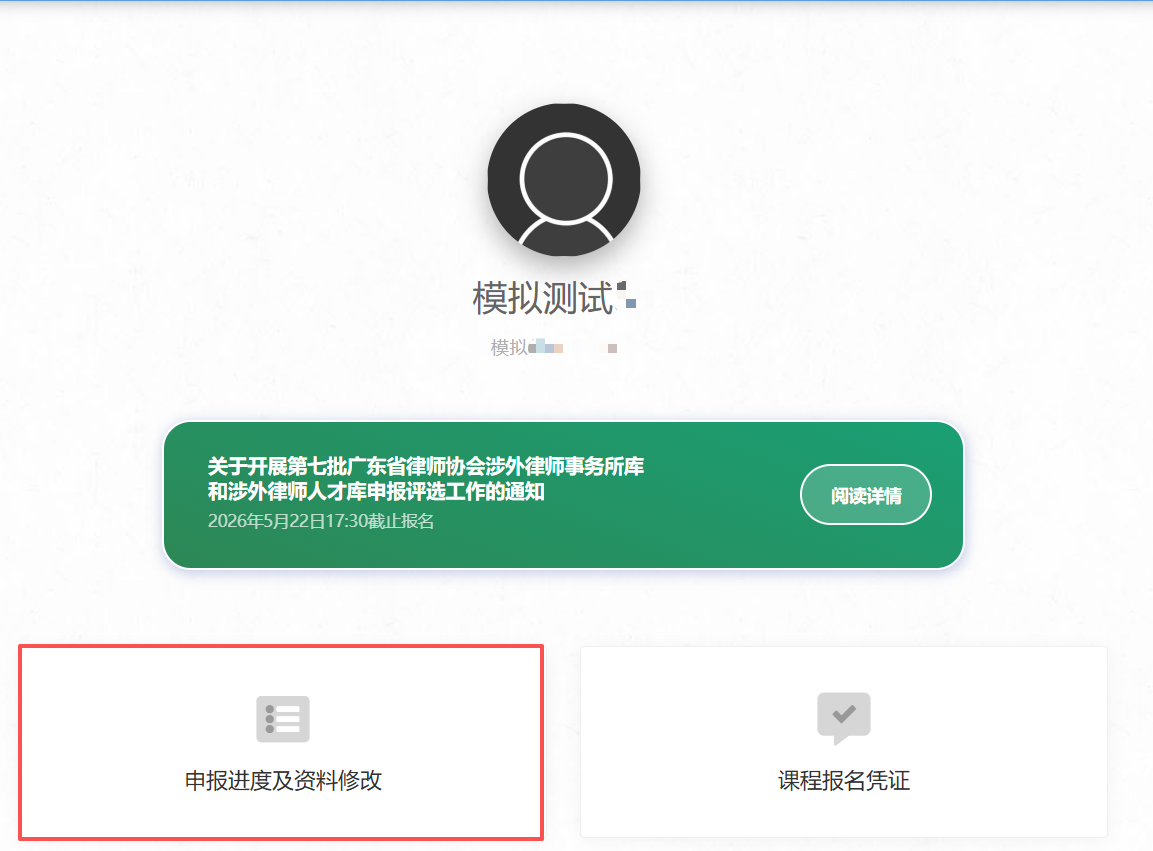 模拟测试
模拟
关于开展第七批广东省律师协会涉外律师事务所库
和涉外律师人才库申报评选工作的通知
2026年5月22日17:30截止报名
阅读详情
申报进度及资料修改
课程报名凭证